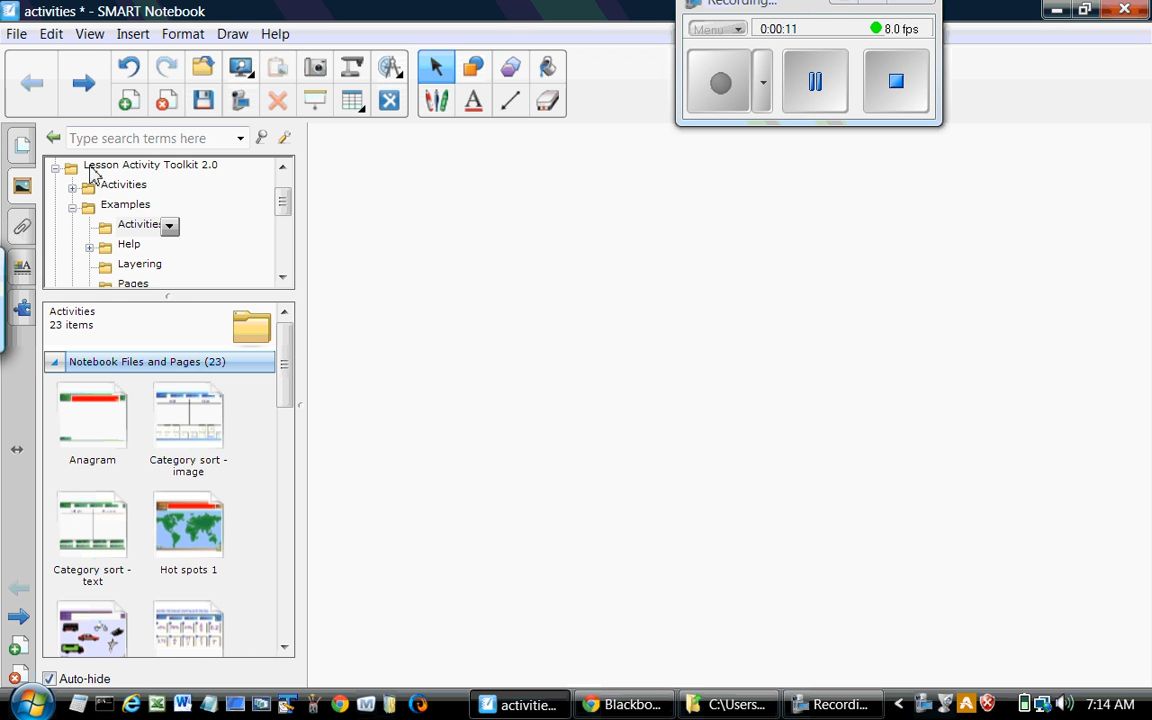 activities * - SMART Notebook
Recording...
File Edit View Insert Format Draw Help
Menu 0:00:11 8.0 fps
Type search terms here
Lesson Activity Toolkit 2.0
Activities
Examples
Activities
Help
Layering
Pages
Activities
23 items
Notebook Files and Pages (23)
Anagram
Category sort -
image
Category sort -
text
Hot spots 1
Auto-hide
activitie... Blackbo... C:\Users... Recordi... 7:14 AM